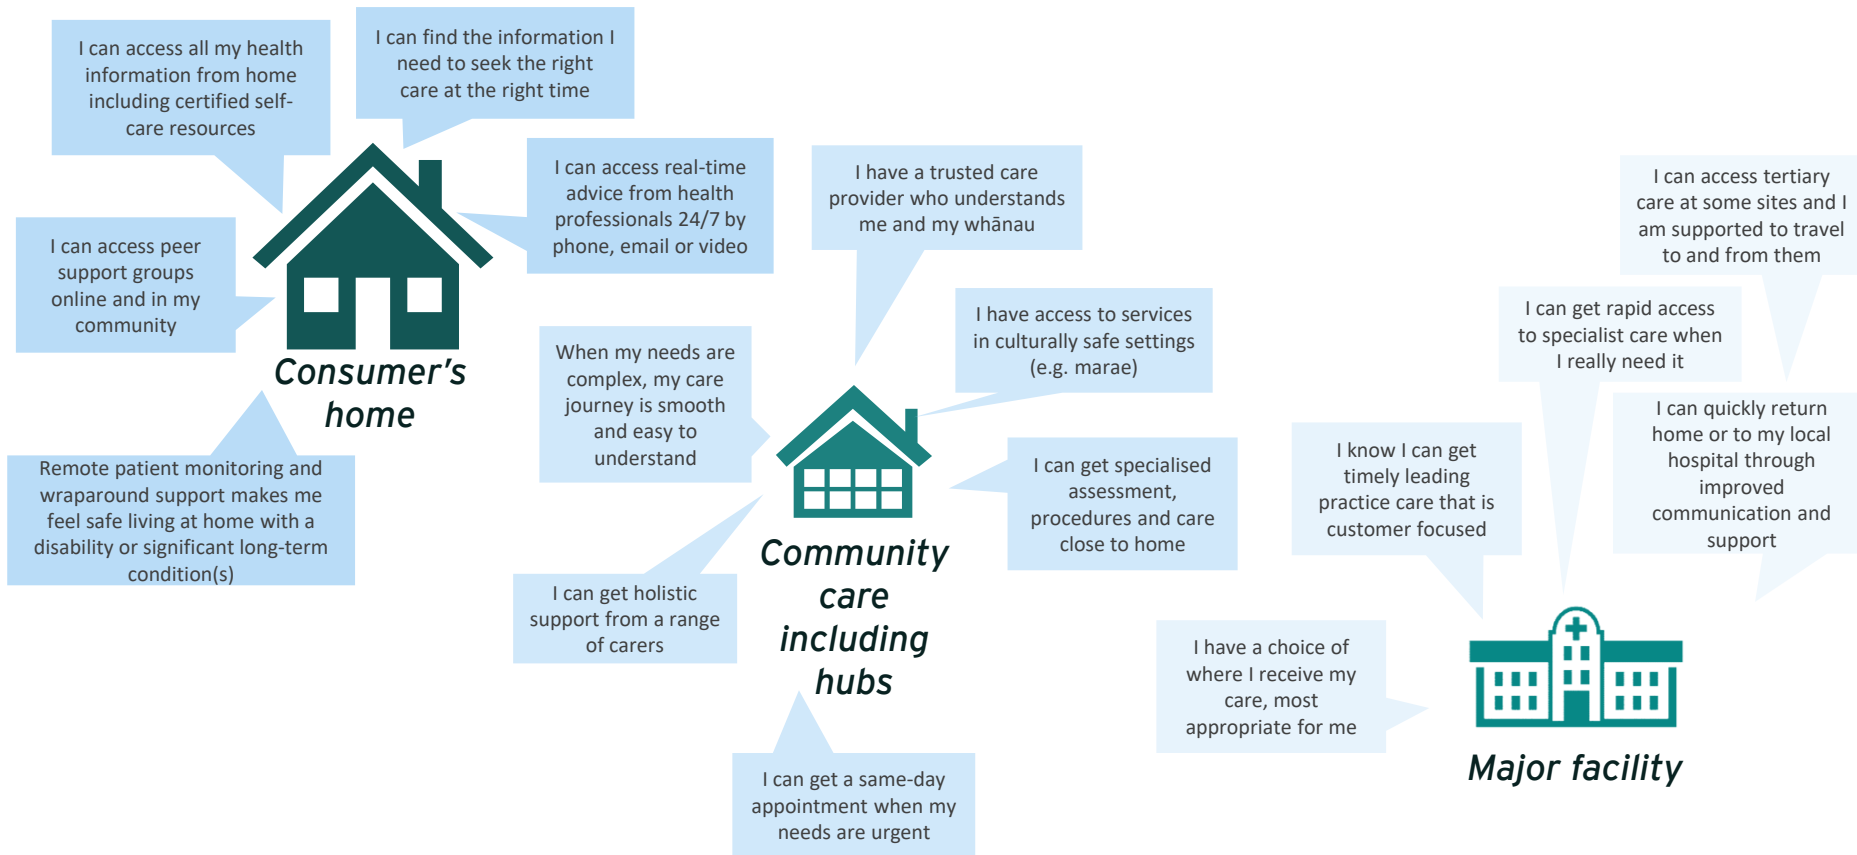 I can access all my health
information from home
including certified self-
care resources
I can find the information I
need to seek the right
care at the right time
I can access real-time
advice from health
professionals 24/7 by
phone, email or video
I can access peer
support groups
online and in my
community
Consumer's
home
Remote patient monitoring and
wraparound support makes me
feel safe living at home with a
disability or significant long-term
condition(s)
I have a trusted care
provider who understands
me and my whānau
I have access to services
in culturally safe settings
(e.g. marae)
When my needs are
complex, my care
journey is smooth
and easy to
understand
I can get specialised
assessment,
procedures and care
close to home
Community
care
including
hubs
I can get holistic
support from a range
of carers
I can get a same-day
appointment when my
needs are urgent
I can access tertiary
care at some sites and I
am supported to travel
to and from them
I can get rapid access
to specialist care when
I really need it
I can quickly return
home or to my local
hospital through
improved
communication and
support
I know I can get
timely leading
practice care that is
customer focused
I have a choice of
where I receive my
care, most
appropriate for me
Major facility